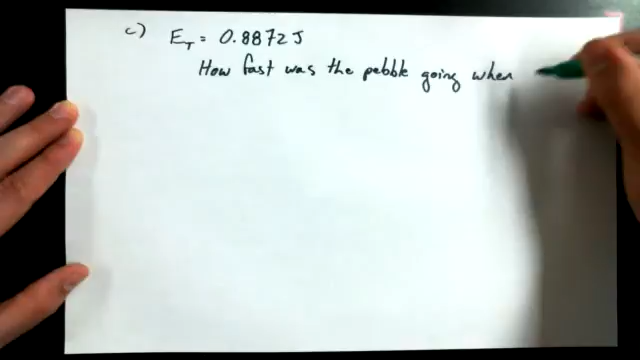 c) E_T = 0.8872 J
How fast was the pebble going when